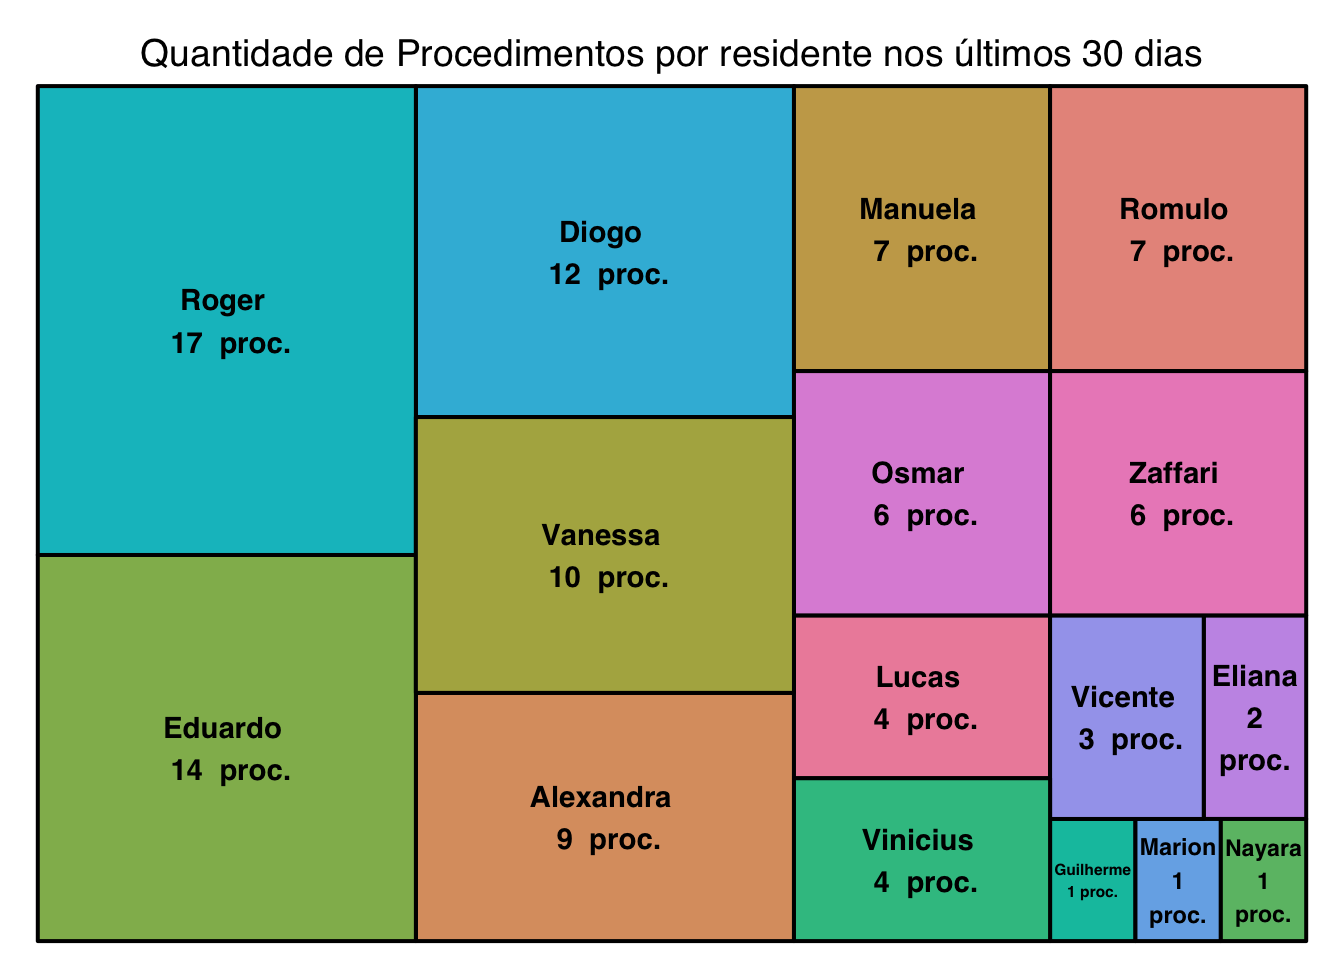 Quantidade de Procedimentos por residente nos últimos 30 dias
Roger
17 proc.
Eduardo
14 proc.
Diogo
12 proc.
Vanessa
10 proc.
Alexandra
9 proc.
Manuela
7 proc.
Romulo
7 proc.
Osmar
6 proc.
Zaffari
6 proc.
Lucas
4 proc.
Vinicius
4 proc.
Vicente
3 proc.
Eliana
2
proc.
Guilherme
1 proc.
Marion
1
proc.
Nayara
1
proc.